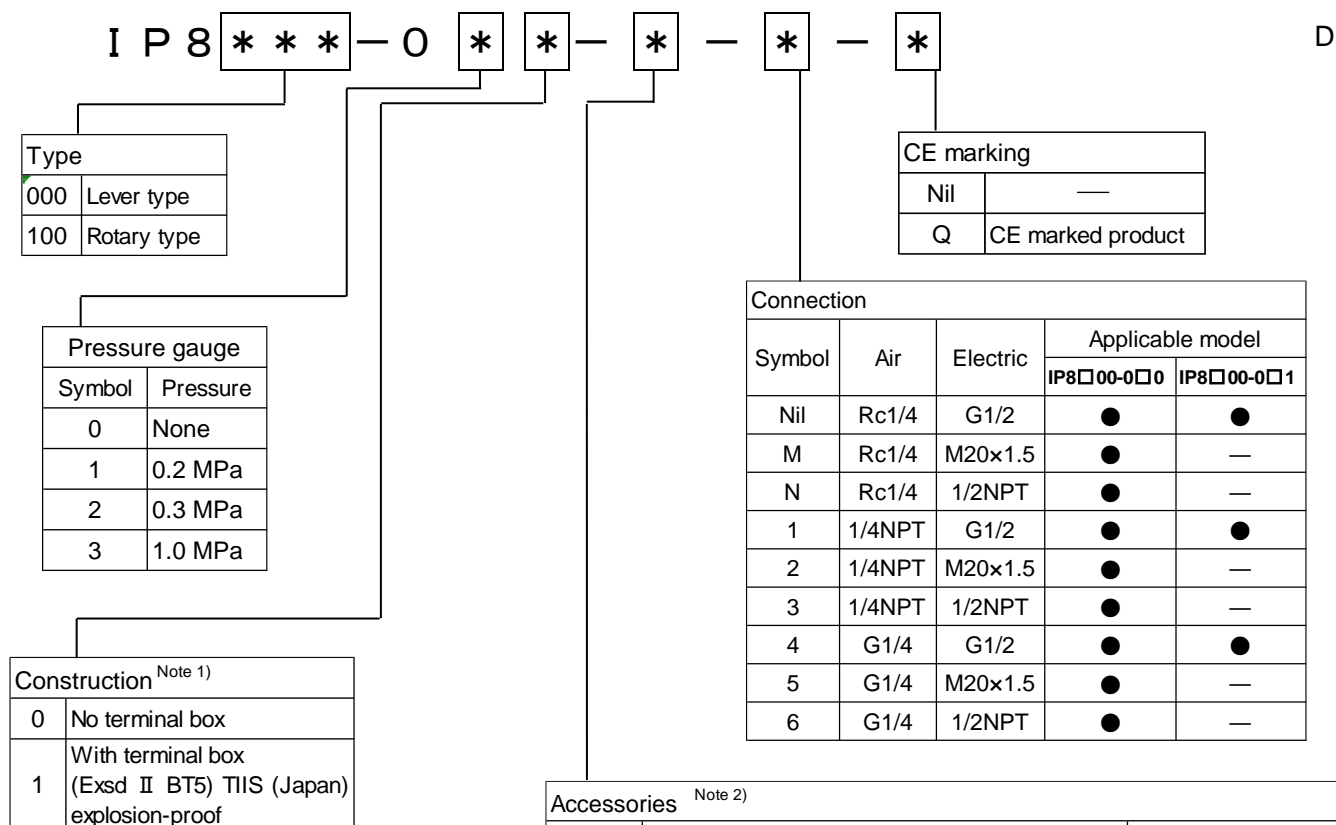 IP8***-0 * *- * - * - *
D
Type
000 Lever type
100 Rotary type
CE marking
Nil —
Q CE marked product
Pressure gauge
Symbol Pressure
0 None
1 0.2 MPa
2 0.3 MPa
3 1.0 MPa
Connection
Symbol Air Electric Applicable model
IP8□00-0□0 IP8□00-0□1
Nil Rc1/4 G1/2 ● ●
M Rc1/4 M20×1.5 ● —
N Rc1/4 1/2NPT ● —
1 1/4NPT G1/2 ● ●
2 1/4NPT M20×1.5 ● —
3 1/4NPT 1/2NPT ● —
4 G1/4 G1/2 ● ●
5 G1/4 M20×1.5 ● —
6 G1/4 1/2NPT ● —
Construction Note 1)
0 No terminal box
1 With terminal box
(Exsd Ⅱ BT5) TIIS (Japan)
explosion-proof
Accessories Note 2)